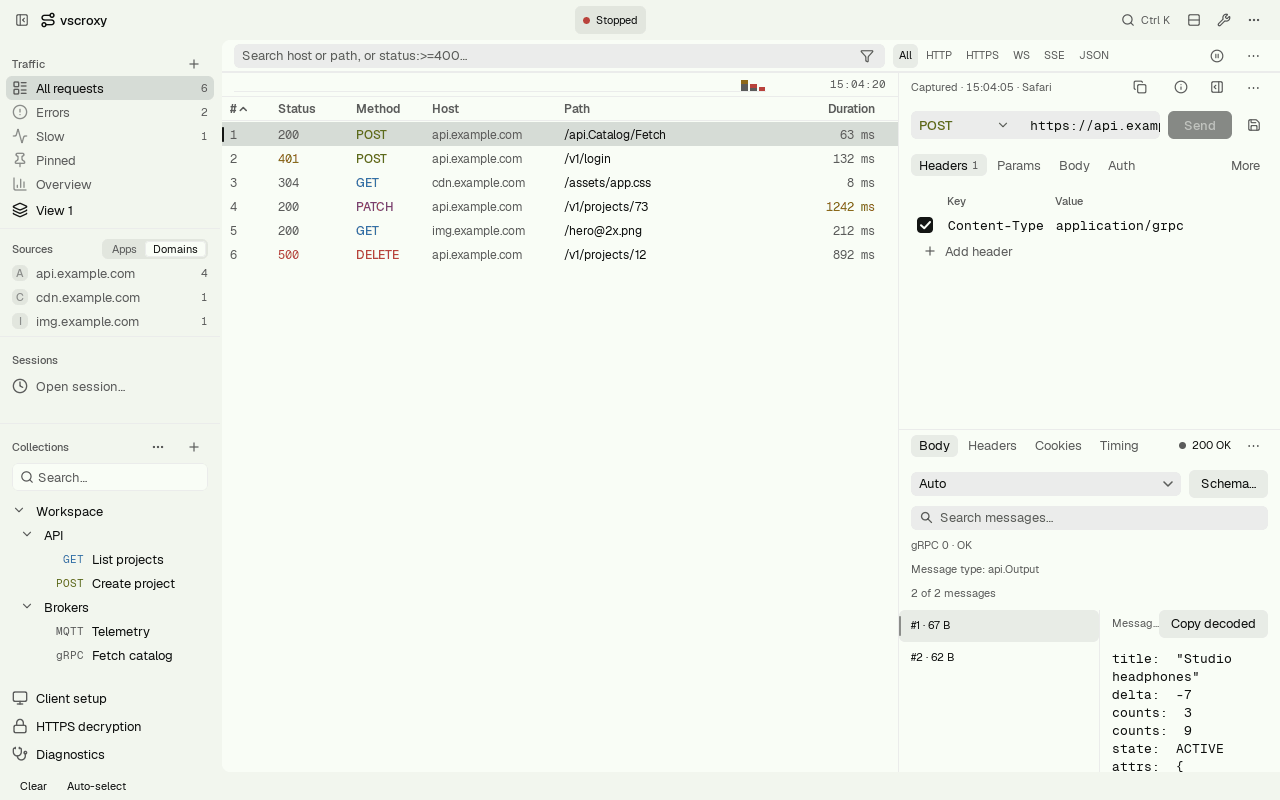 vscroxy
Stopped
Ctrl K
Traffic
All requests 6
Errors 2
Slow 1
Pinned
Overview
View 1
Sources Apps Domains
A api.example.com 4
C cdn.example.com 1
I img.example.com 1
Sessions
Open session...
Collections
Search...
Workspace
API
GET List projects
POST Create project
Brokers
MQTT Telemetry
gRPC Fetch catalog
Client setup
HTTPS decryption
Diagnostics
Clear Auto-select
Search host or path, or status:>=400...
All HTTP HTTPS WS SSE JSON
15:04:20
# Status Method Host Path Duration
1 200 POST api.example.com /api.Catalog/Fetch 63 ms
2 401 POST api.example.com /v1/login 132 ms
3 304 GET cdn.example.com /assets/app.css 8 ms
4 200 PATCH api.example.com /v1/projects/73 1242 ms
5 200 GET img.example.com /hero@2x.png 212 ms
6 500 DELETE api.example.com /v1/projects/12 892 ms
Captured · 15:04:05 · Safari
POST https://api.examp Send
Headers 1 Params Body Auth More
Key Value
Content-Type application/grpc
Add header
Body Headers Cookies Timing 200 OK
Auto Schema...
Search messages...
gRPC 0 · OK
Message type: api.Output
2 of 2 messages
#1 · 67 B
#2 · 62 B
Messag... Copy decoded
title: "Studio
headphones"
delta: -7
counts: 3
counts: 9
state: ACTIVE
attrs: {